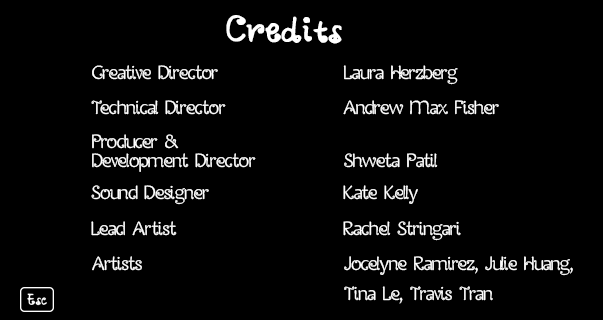 Credits
Creative Director Laura Herzberg
Technical Director Andrew Max Fisher
Producer &
Development Director Shweta Patil
Sound Designer Kate Kelly
Lead Artist Rachel Stringari
Artists Jocelyne Ramirez, Julie Huang,
Tina Le, Travis Tran
Esc